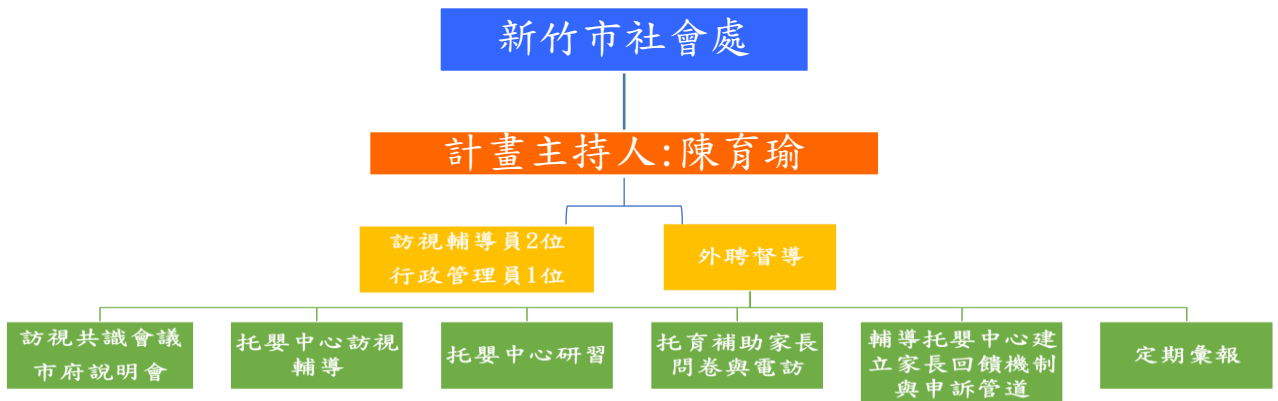 新竹市社會處
計畫主持人:陳育瑜
訪視輔導員2位
行政管理員1位
外聘督導
訪視共識會議
市府說明會
托嬰中心訪視
輔導
托嬰中心研習
托育補助家長
問卷與電訪
輔導托嬰中心建
立家長回饋機制
與申訴管道
定期彙報